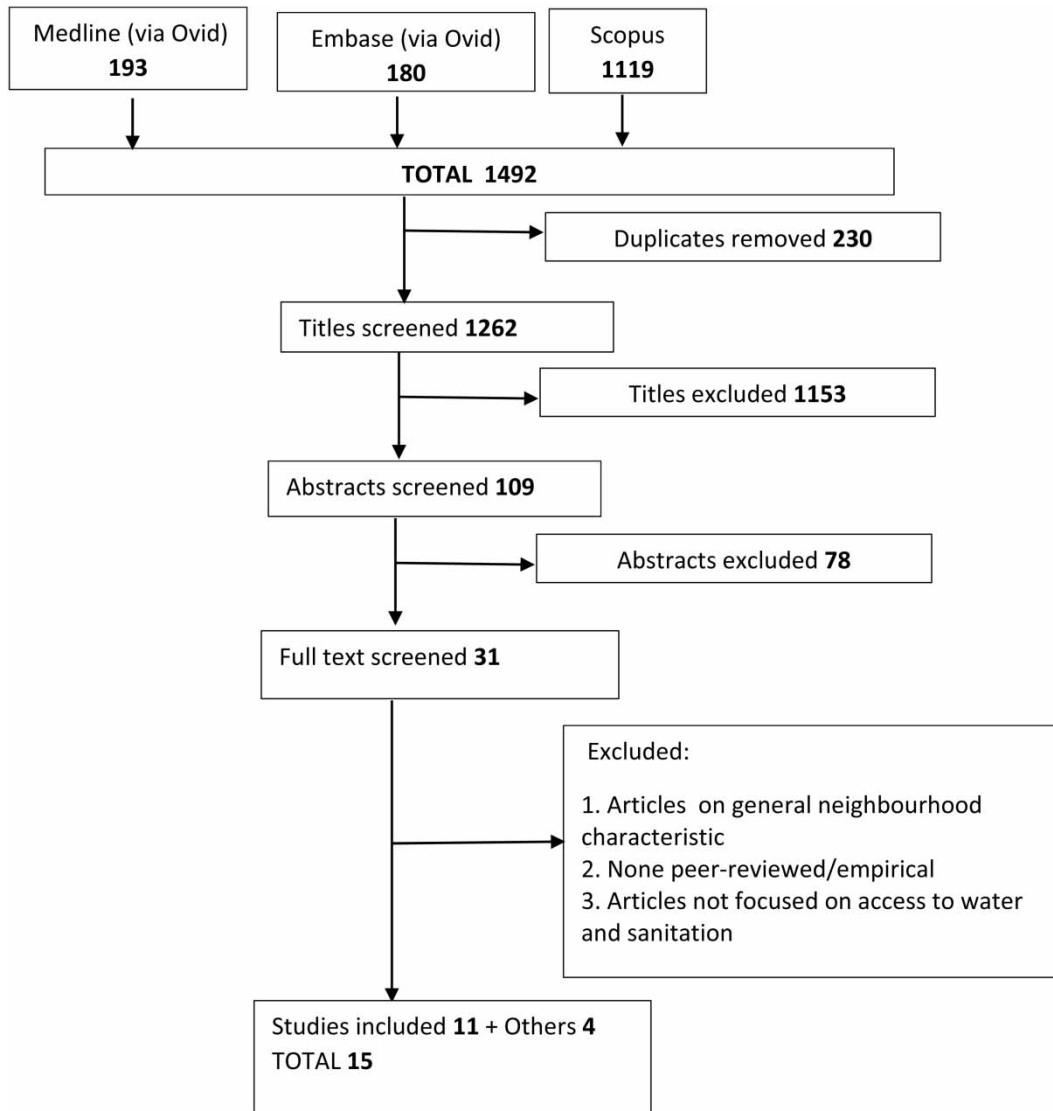 Medline (via Ovid)
193
Embase (via Ovid)
180
Scopus
1119
TOTAL 1492
Duplicates removed 230
Titles screened 1262
Titles excluded 1153
Abstracts screened 109
Abstracts excluded 78
Full text screened 31
Excluded:
1. Articles on general neighbourhood
characteristic
2. None peer-reviewed/empirical
3. Articles not focused on access to water
and sanitation
Studies included 11 + Others 4
TOTAL 15